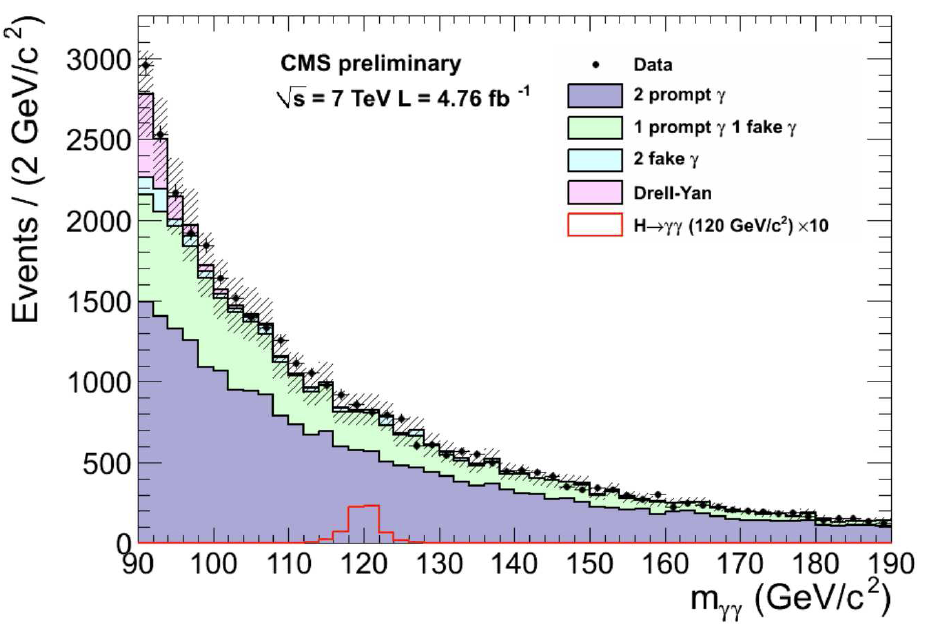 Events / (2 GeV/c²)
3000
2500
2000
1500
1000
500
0
CMS preliminary
√s = 7 TeV L = 4.76 fb⁻¹
Data
2 prompt γ
1 prompt γ 1 fake γ
2 fake γ
Drell-Yan
H→γγ (120 GeV/c²) ×10
90 100 110 120 130 140 150 160 170 180 190
mγγ (GeV/c²)